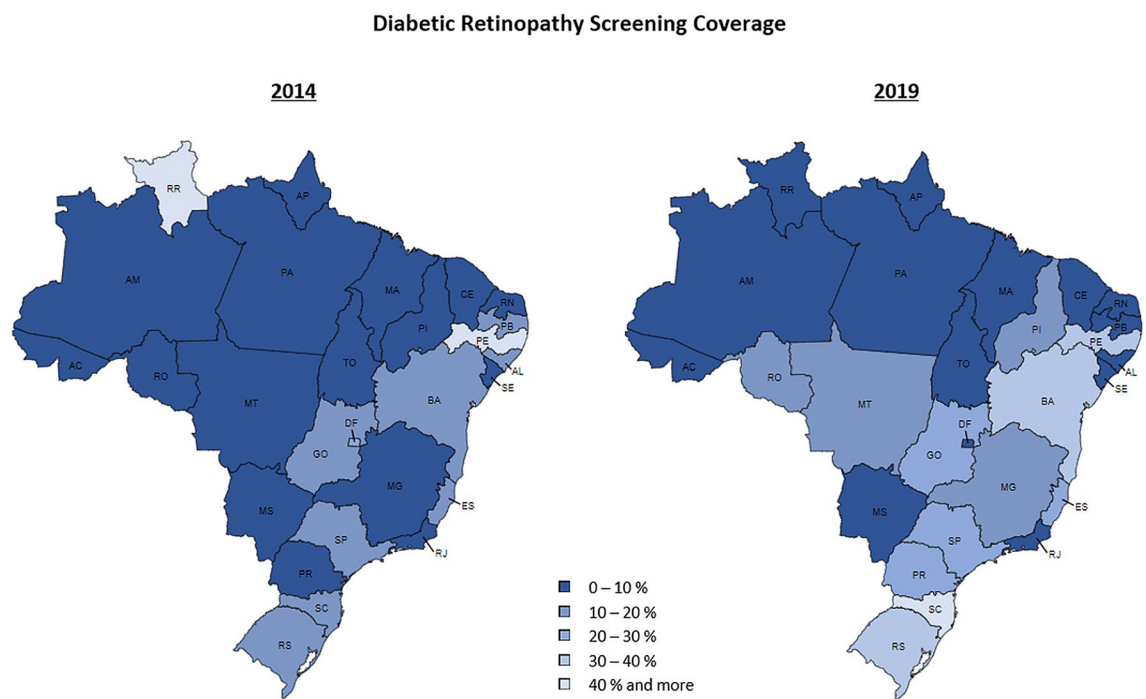 Diabetic Retinopathy Screening Coverage
2014
2019
RR
AP
AM
PA
MA
CE
RN
PI
PB
PE
AC
TO
AL
RO
SE
MT
BA
DF
GO
MG
MS
ES
SP
RJ
PR
SC
RS
RR
AP
AM
PA
MA
CE
RN
PI
PB
PE
AC
TO
AL
RO
SE
MT
BA
DF
GO
MG
MS
ES
SP
RJ
PR
SC
RS
0 – 10 %
10 – 20 %
20 – 30 %
30 – 40 %
40 % and more